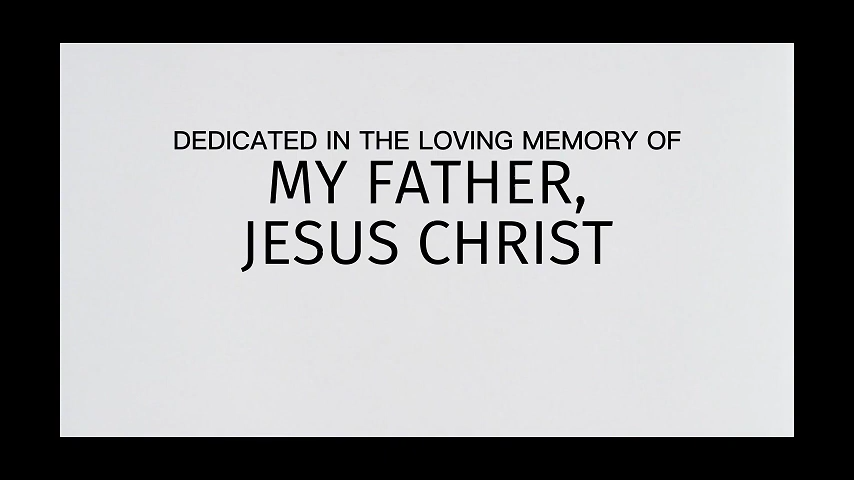 DEDICATED IN THE LOVING MEMORY OF
MY FATHER,
JESUS CHRIST